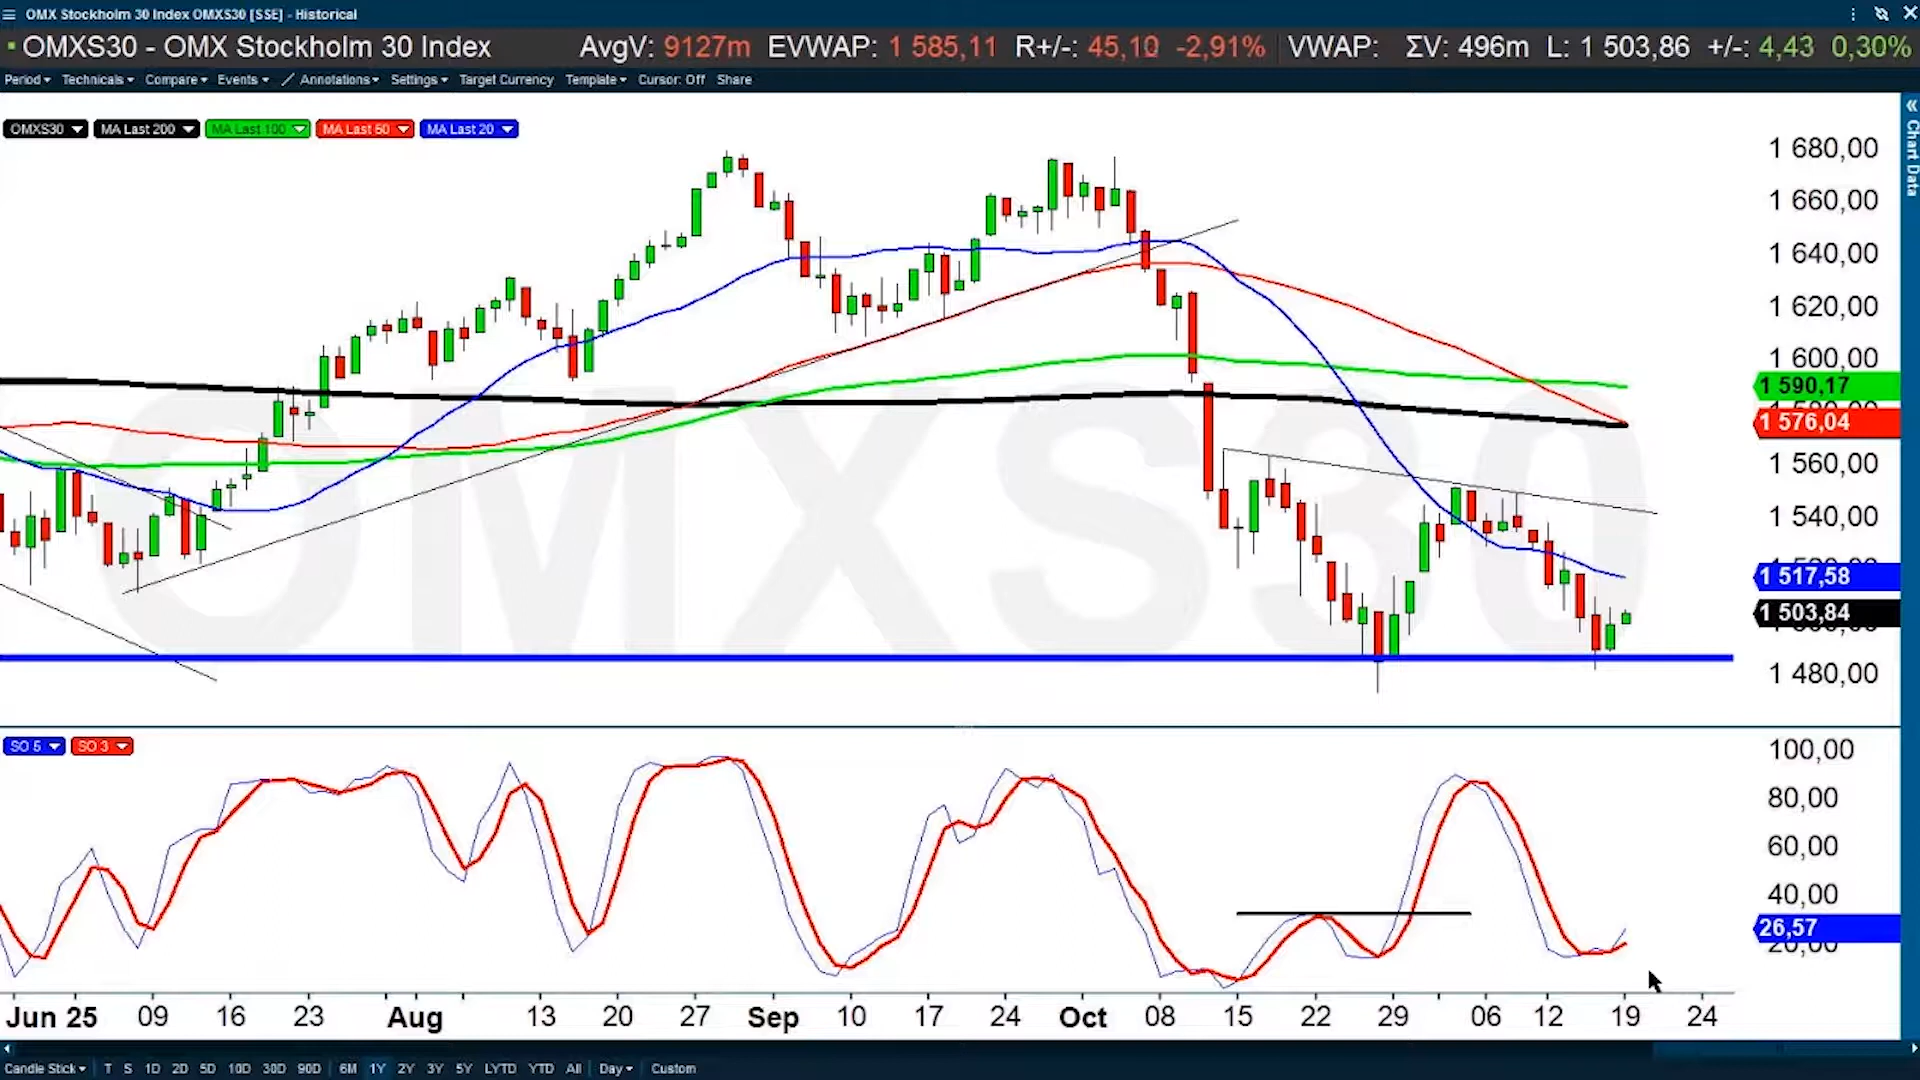 OMX Stockholm 30 Index OMXS30 [SSE] - Historical
OMXS30 - OMX Stockholm 30 Index AvgV: 9127m EVWAP: 1 585,11 R+/-: 45,10 -2,91% VWAP: ΣV: 496m L: 1 503,86 +/-: 4,43 0,30%
Period Technicals Compare Events Annotations Settings Target Currency Template Cursor: Off Share
Chart Data
OMXS30 MA Last 200 MA Last 100 MA Last 50 MA Last 20
OMXS30
1 680,00
1 660,00
1 640,00
1 620,00
1 600,00
1 590,17
1 576,04
1 560,00
1 540,00
1 517,58
1 503,84
1 480,00
SO 5 SO 3
100,00
80,00
60,00
40,00
26,57
20,00
Jun 25 09 16 23 Aug 13 20 27 Sep 10 17 24 Oct 08 15 22 29 06 12 19 24
Candle Stick T S 1D 2D 5D 10D 30D 90D 6M 1Y 2Y 3Y 5Y LYTD YTD All Day Custom